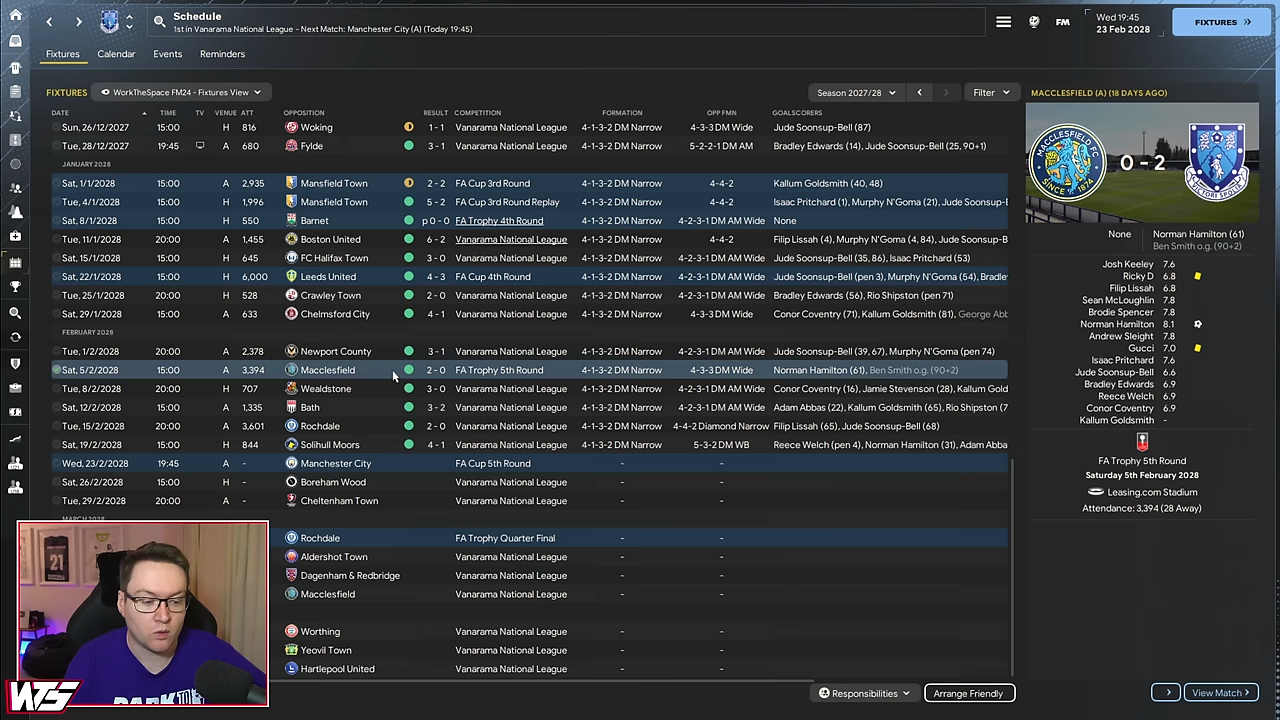 Schedule
1st in Vanarama National League - Next Match: Manchester City (A) (Today 19:45)
FM
Wed 19:45
23 Feb 2028
FIXTURES
Fixtures Calendar Events Reminders
FIXTURES WorkTheSpace FM24 - Fixtures View Season 2027/28 Filter
DATE TIME TV VENUE ATT OPPOSITION RESULT COMPETITION FORMATION OPP FMN GOALSCORERS
Sun, 26/12/2027 15:00 H 816 Woking 1 - 1 Vanarama National League 4-1-3-2 DM Narrow 4-3-3 DM Wide Jude Soonsup-Bell (87)
Tue, 28/12/2027 19:45 A 680 Fylde 3 - 1 Vanarama National League 4-1-3-2 DM Narrow 5-2-2-1 DM AM Bradley Edwards (14), Jude Soonsup-Bell (25, 90+1)
JANUARY 2028
Sat, 1/1/2028 15:00 A 2,935 Mansfield Town 2 - 2 FA Cup 3rd Round 4-1-3-2 DM Narrow 4-4-2 Kallum Goldsmith (40, 48)
Tue, 4/1/2028 15:00 H 1,996 Mansfield Town 5 - 2 FA Cup 3rd Round Replay 4-1-3-2 DM Narrow 4-4-2 Isaac Pritchard (1), Murphy N'Goma (21), Jude Soonsup-B
Sat, 8/1/2028 15:00 H 550 Barnet p 0 - 0 FA Trophy 4th Round 4-1-3-2 DM Narrow 4-2-3-1 DM AM Wide None
Tue, 11/1/2028 20:00 A 1,455 Boston United 6 - 2 Vanarama National League 4-1-3-2 DM Narrow 4-4-2 Filip Lissah (4), Murphy N'Goma (4, 84), Jude Soonsup-B
Sat, 15/1/2028 15:00 H 645 FC Halifax Town 3 - 0 Vanarama National League 4-1-3-2 DM Narrow 4-2-3-1 DM AM Wide Jude Soonsup-Bell (35, 86), Isaac Pritchard (53)
Sat, 22/1/2028 15:00 H 6,000 Leeds United 4 - 3 FA Cup 4th Round 4-1-3-2 DM Narrow 4-2-3-1 DM AM Wide Jude Soonsup-Bell (pen 3), Murphy N'Goma (54), Bradley
Tue, 25/1/2028 20:00 H 528 Crawley Town 2 - 0 Vanarama National League 4-1-3-2 DM Narrow 4-2-3-1 DM AM Wide Bradley Edwards (56), Rio Shipston (pen 71)
Sat, 29/1/2028 15:00 A 633 Chelmsford City 4 - 1 Vanarama National League 4-1-3-2 DM Narrow 4-3-3 DM Wide Conor Coventry (71), Kallum Goldsmith (81), George Abb
FEBRUARY 2028
Tue, 1/2/2028 20:00 A 2,378 Newport County 3 - 1 Vanarama National League 4-1-3-2 DM Narrow 4-2-3-1 DM AM Wide Jude Soonsup-Bell (39, 67), Murphy N'Goma (pen 74)
Sat, 5/2/2028 15:00 A 3,394 Macclesfield 2 - 0 FA Trophy 5th Round 4-1-3-2 DM Narrow 4-3-3 DM Wide Norman Hamilton (61), Ben Smith o.g. (90+2)
Tue, 8/2/2028 20:00 H 707 Wealdstone 3 - 0 Vanarama National League 4-1-3-2 DM Narrow 4-2-3-1 DM AM Wide Conor Coventry (16), Jamie Stevenson (28), Kallum Gold
Sat, 12/2/2028 15:00 A 1,335 Bath 3 - 2 Vanarama National League 4-1-3-2 DM Narrow 4-2-3-1 DM AM Wide Adam Abbas (22), Kallum Goldsmith (65), Rio Shipston (7
Tue, 15/2/2028 20:00 A 3,601 Rochdale 2 - 0 Vanarama National League 4-1-3-2 DM Narrow 4-4-2 Diamond Narrow Filip Lissah (65), Jude Soonsup-Bell (68)
Sat, 19/2/2028 15:00 H 844 Solihull Moors 4 - 1 Vanarama National League 4-1-3-2 DM Narrow 5-3-2 DM WB Reece Welch (pen 4), Norman Hamilton (31), Adam Abba
Wed, 23/2/2028 19:45 A - Manchester City FA Cup 5th Round - -
Sat, 26/2/2028 15:00 H - Boreham Wood Vanarama National League - -
Tue, 29/2/2028 20:00 A - Cheltenham Town Vanarama National League - -
Rochdale FA Trophy Quarter Final - -
Aldershot Town Vanarama National League - -
Dagenham & Redbridge Vanarama National League - -
Macclesfield Vanarama National League - -
Worthing Vanarama National League - -
Yeovil Town Vanarama National League - -
Hartlepool United Vanarama National League - -
Responsibilities Arrange Friendly
MACCLESFIELD (A) (18 DAYS AGO)
MACCLESFIELD FC
SINCE 1874
0 - 2
None Norman Hamilton (61)
Ben Smith o.g. (90+2)
Josh Keeley 7.6
Ricky D 6.8
Filip Lissah 6.8
Sean McLoughlin 7.8
Brodie Spencer 7.8
Norman Hamilton 8.1
Andrew Sleight 7.8
Gucci 7.0
Isaac Pritchard 7.6
Jude Soonsup-Bell 6.6
Bradley Edwards 6.9
Reece Welch 6.9
Conor Coventry 6.9
Kallum Goldsmith -
FA Trophy 5th Round
Saturday 5th February 2028
Leasing.com Stadium
Attendance: 3,394 (28 Away)
View Match
21
WTS